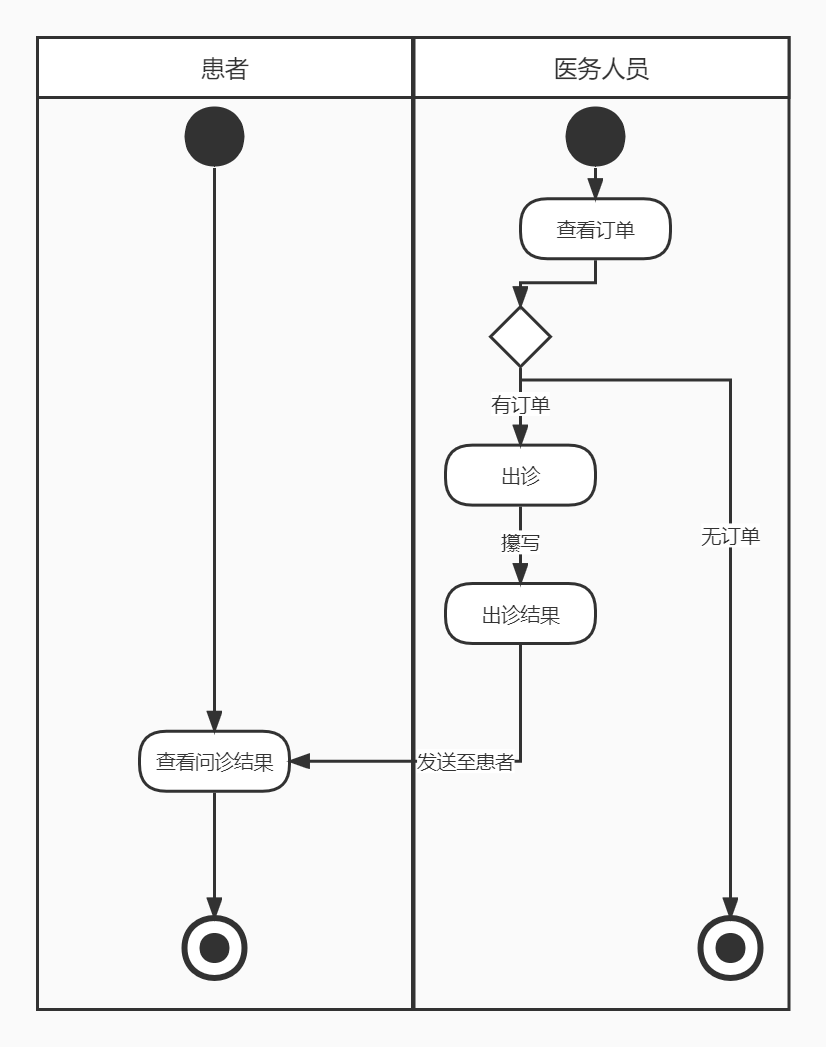 患者
医务人员
查看订单
有订单
出诊
无订单
攥写
出诊结果
查看问诊结果
发送至患者